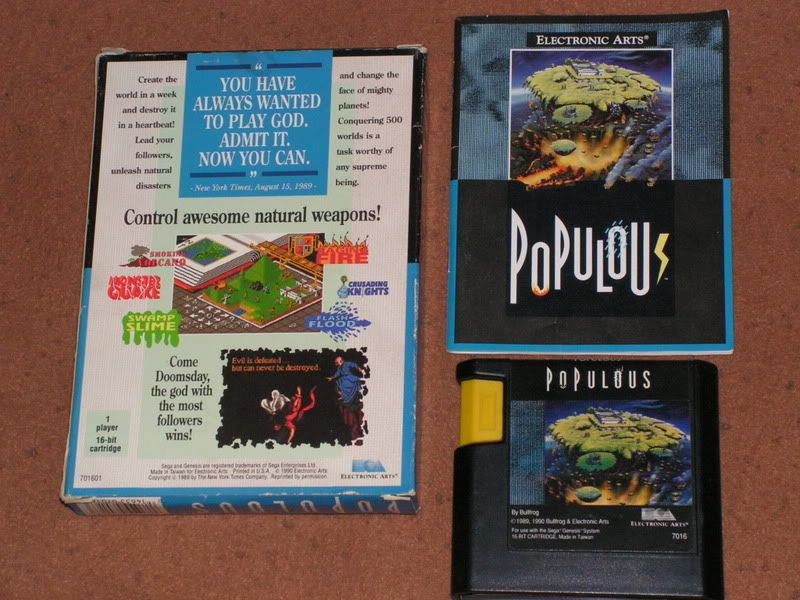 Create the
world in a week
and destroy it
in a heartbeat!
Lead your
followers,
unleash natural
disasters
“
YOU HAVE
ALWAYS WANTED
TO PLAY GOD.
ADMIT IT.
NOW YOU CAN.
”
- New York Times, August 15, 1989 -
and change the
face of mighty
planets!
Conquering 500
worlds is a
task worthy of
any supreme
being.
Control awesome natural weapons!
SMOKING
VOLCANO
RAGING
FIRE
CRUSADING
KNIGHTS
SWAMP
SLIME
FLASH
FLOOD
Come
Doomsday,
the god with
the most
followers
wins!
Evil is defeated...
but can never be destroyed.
1
player
16-bit
cartridge
701601
Sega and Genesis are registered trademarks of Sega Enterprises Ltd.
Made in Taiwan for Electronic Arts. Printed in U.S.A. © 1990 Electronic Arts.
Copyright © 1989 by The New York Times Company. Reprinted by permission.
ELECTRONIC ARTS®
POPULOUS
ELECTRONIC ARTS®
POPULOUS
POPULOUS
By Bullfrog
©1989, 1990 Bullfrog & Electronic Arts
For use with the Sega® Genesis™ System
16-BIT CARTRIDGE, Made in Taiwan
ELECTRONIC ARTS®
7016